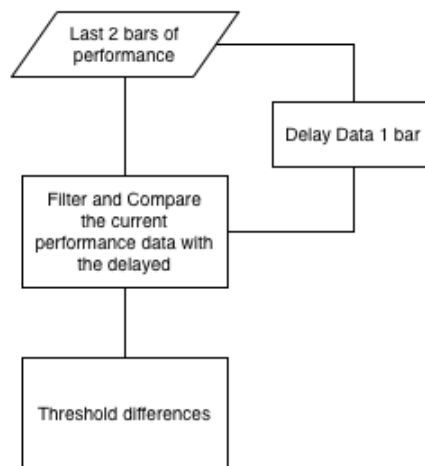 Last 2 bars of
performance
Delay Data 1 bar
Filter and Compare
the current
performance data with
the delayed
Threshold differences